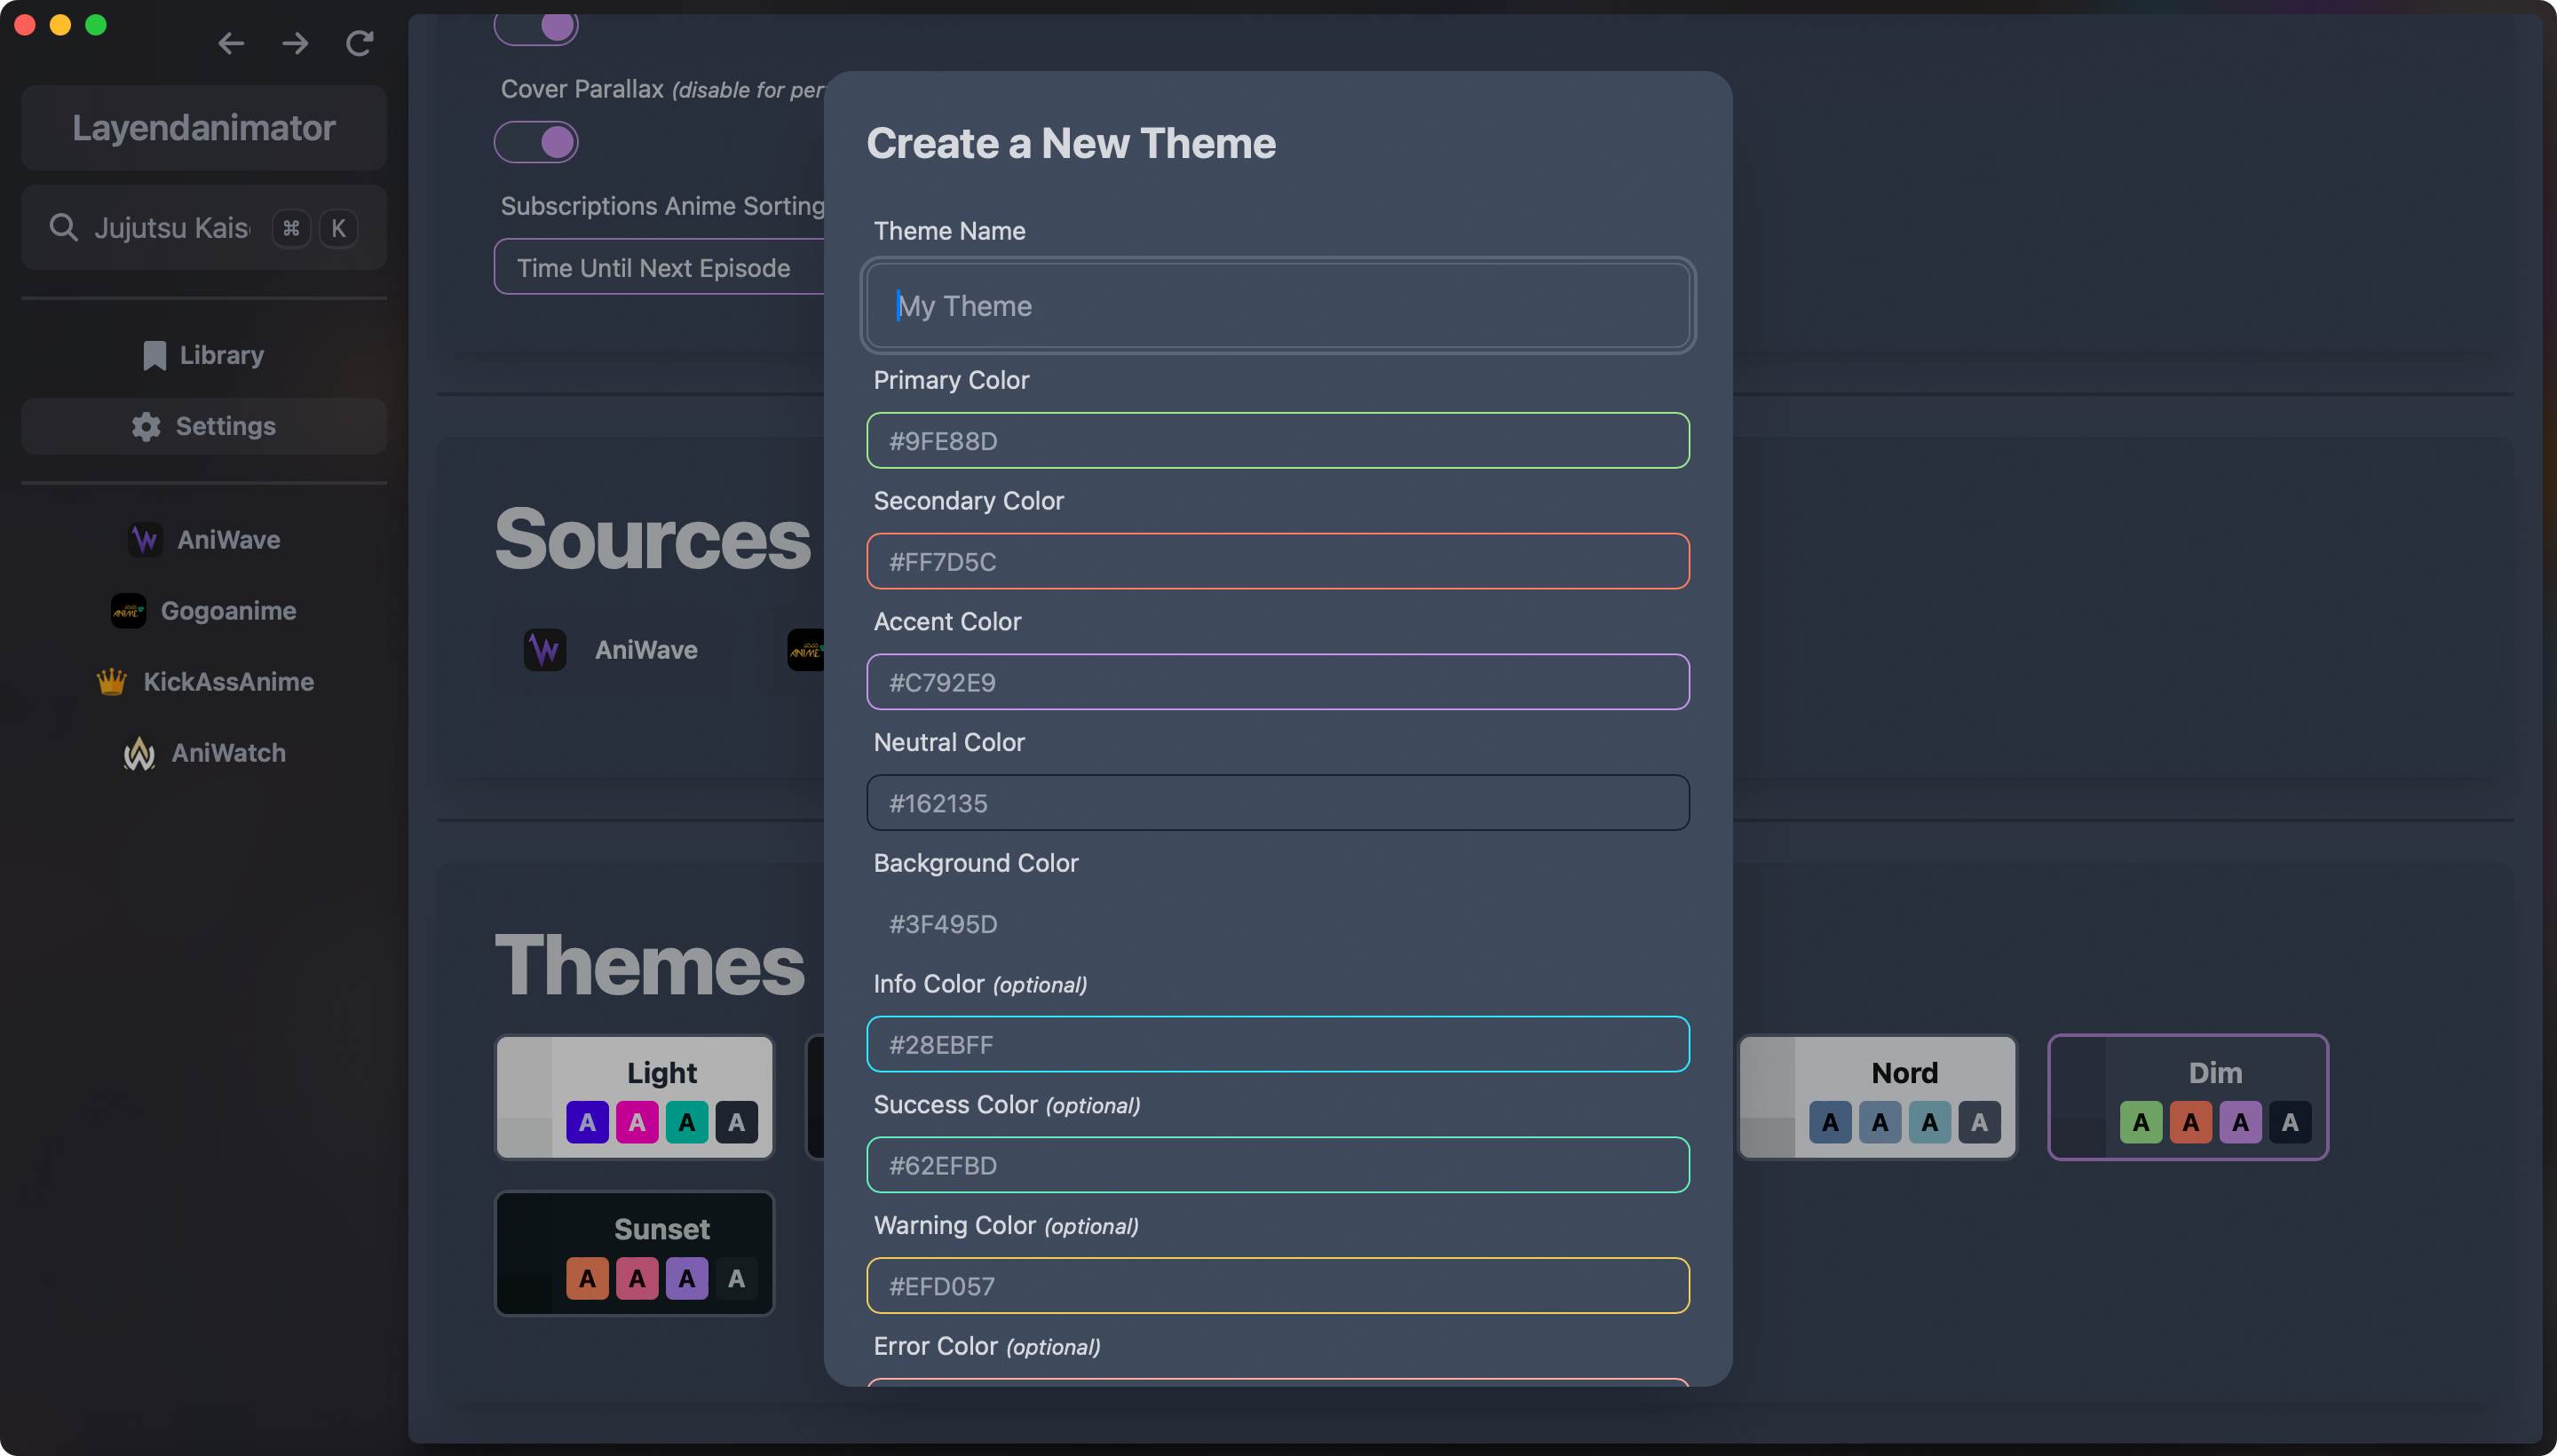 Layendanimator
Jujutsu Kais
⌘ K
Library
Settings
AniWave
Gogoanime
KickAssAnime
AniWatch
Cover Parallax (disable for per
Subscriptions Anime Sorting
Time Until Next Episode
Sources
AniWave
Themes
Light
A A A A
Sunset
A A A A
Nord
A A A A
Dim
A A A A
Create a New Theme
Theme Name
My Theme
Primary Color
#9FE88D
Secondary Color
#FF7D5C
Accent Color
#C792E9
Neutral Color
#162135
Background Color
#3F495D
Info Color (optional)
#28EBFF
Success Color (optional)
#62EFBD
Warning Color (optional)
#EFD057
Error Color (optional)